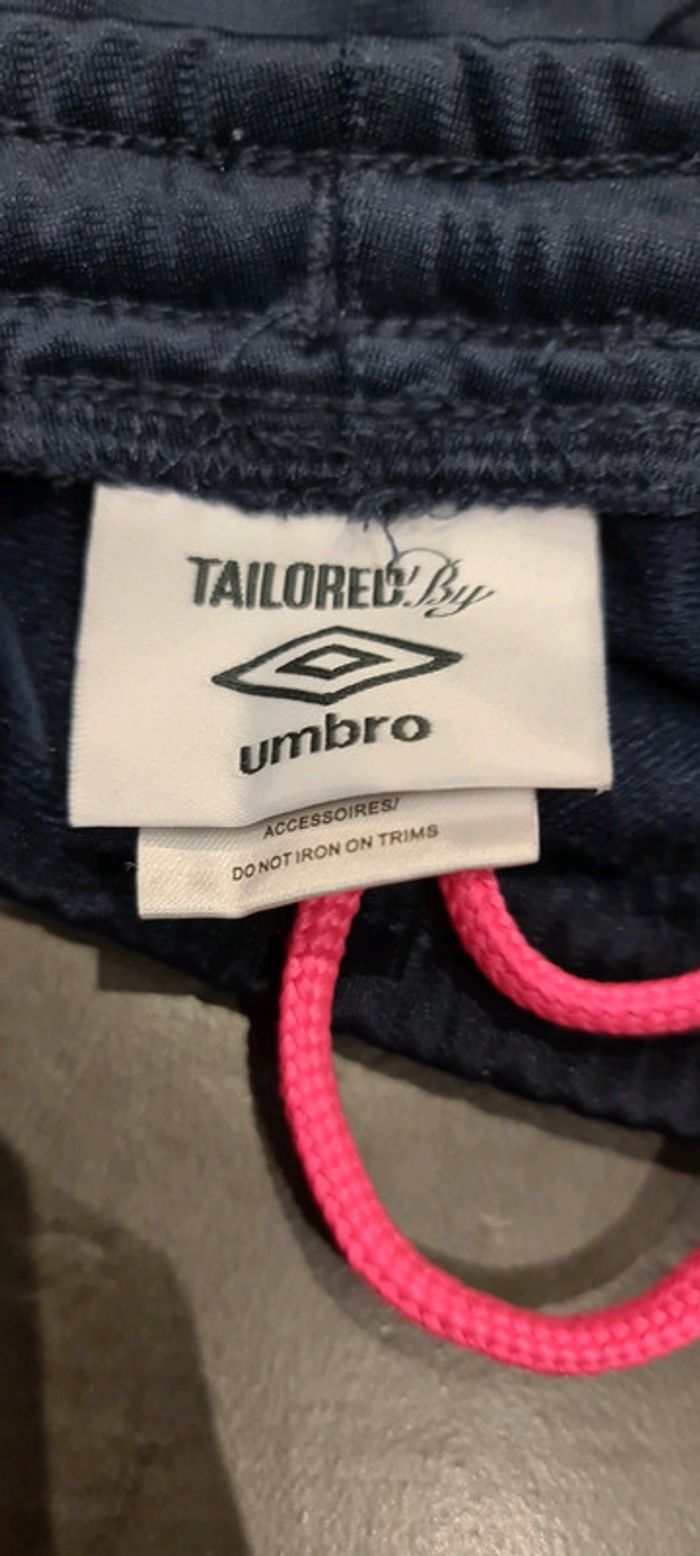 TAILORED By
umbro
ACCESSOIRES/
DO NOT IRON ON TRIMS